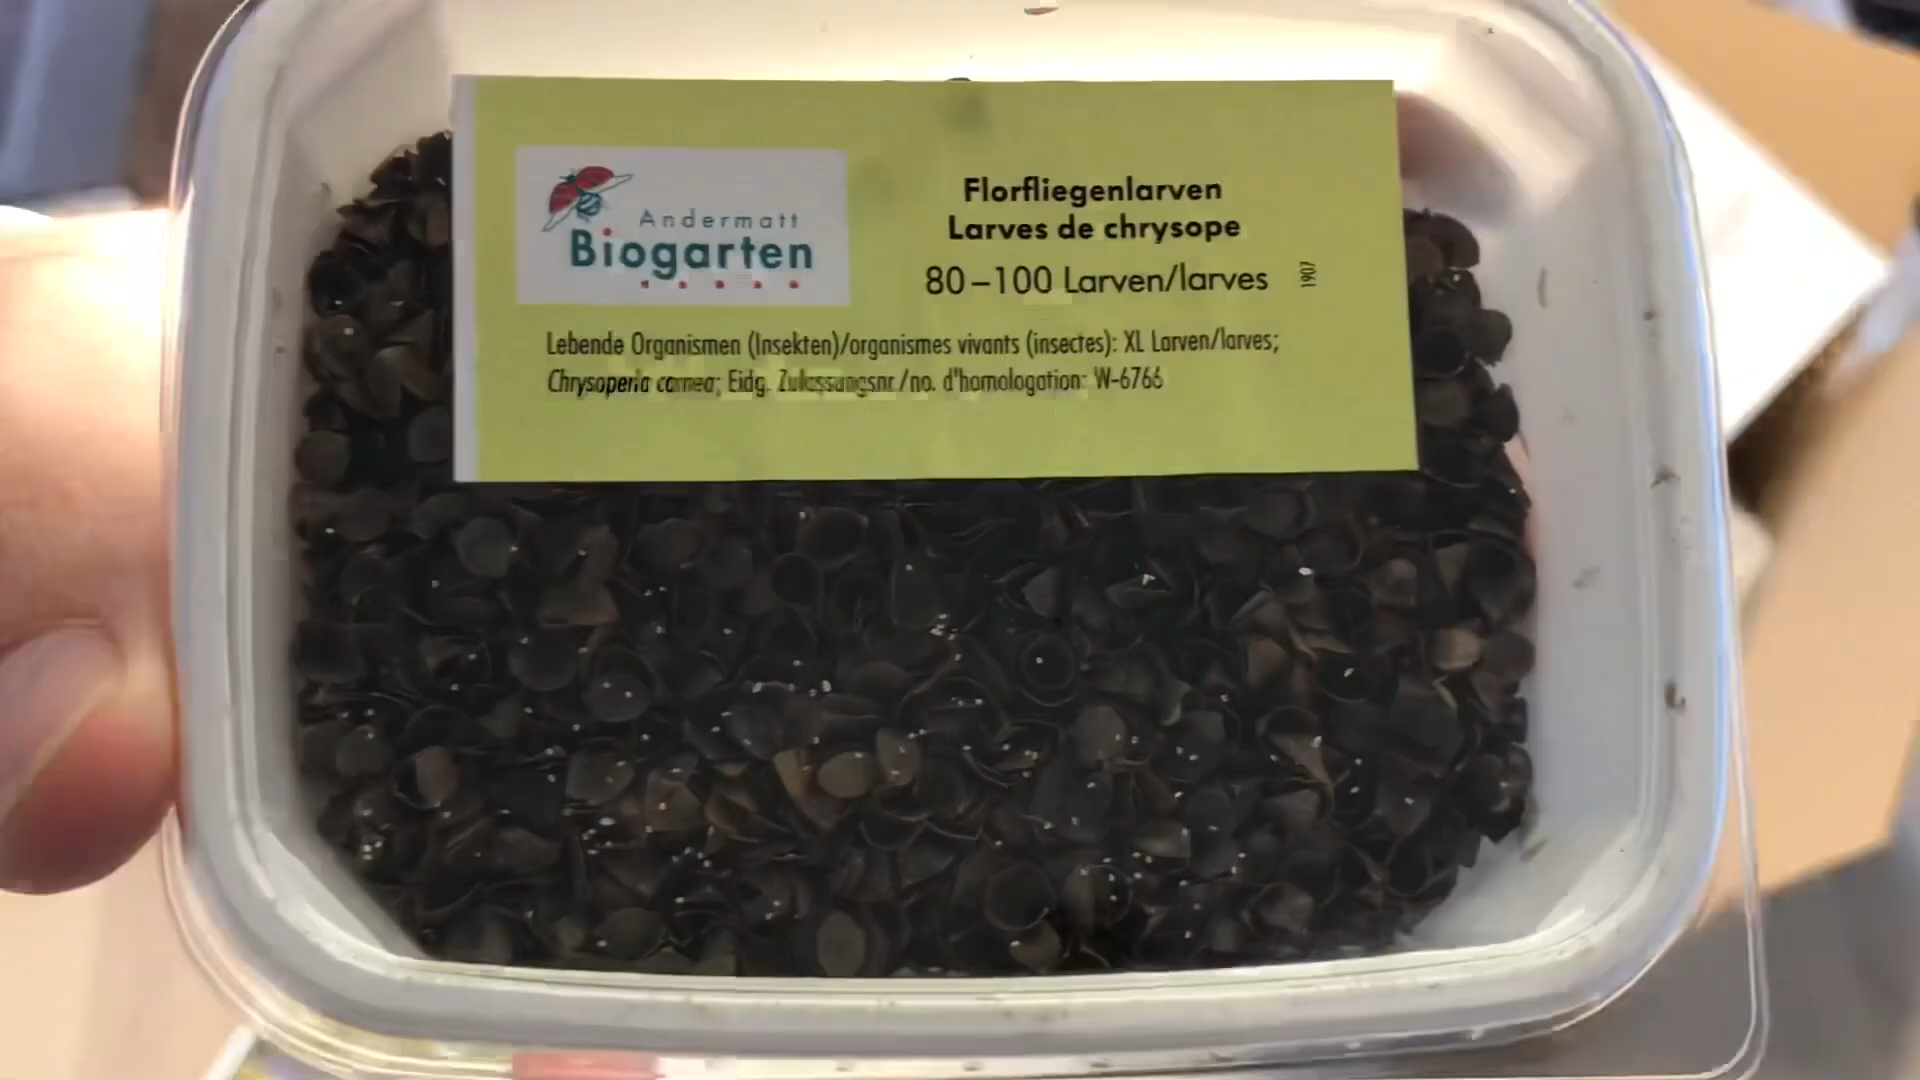 Andermatt
Biogarten
Florfliegenlarven
Larves de chrysope
80–100 Larven/larves
1907
Lebende Organismen (Insekten)/organismes vivants (insectes): XL Larven/larves;
Chrysoperla carnea; Eidg. Zulassungsnr./no. d'homologation: W-6766